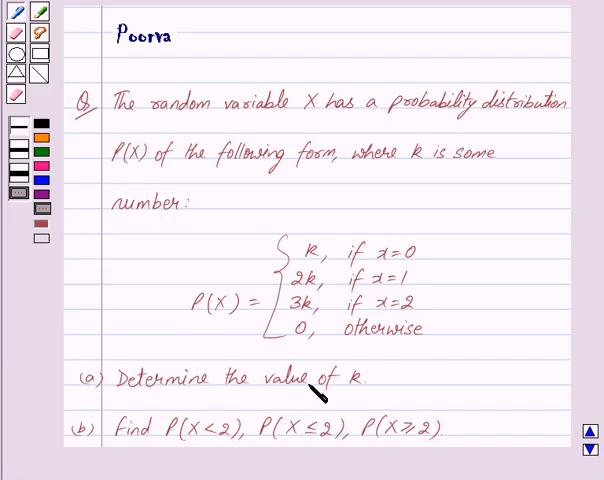 Poorva
Q The random variable X has a probability distribution
P(X) of the following form, where k is some
number:
k, if x=0
2k, if x=1
P(X) = 3k, if x=2
0, otherwise
(a) Determine the value of k.
(b) Find P(X<2), P(X≤2), P(X≥2).